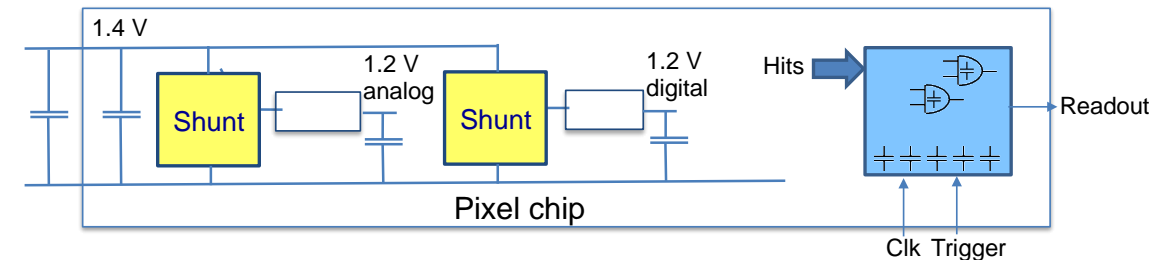 1.4 V
1.2 V
analog
1.2 V
digital
Shunt
Shunt
Hits
Readout
Pixel chip
Clk
Trigger